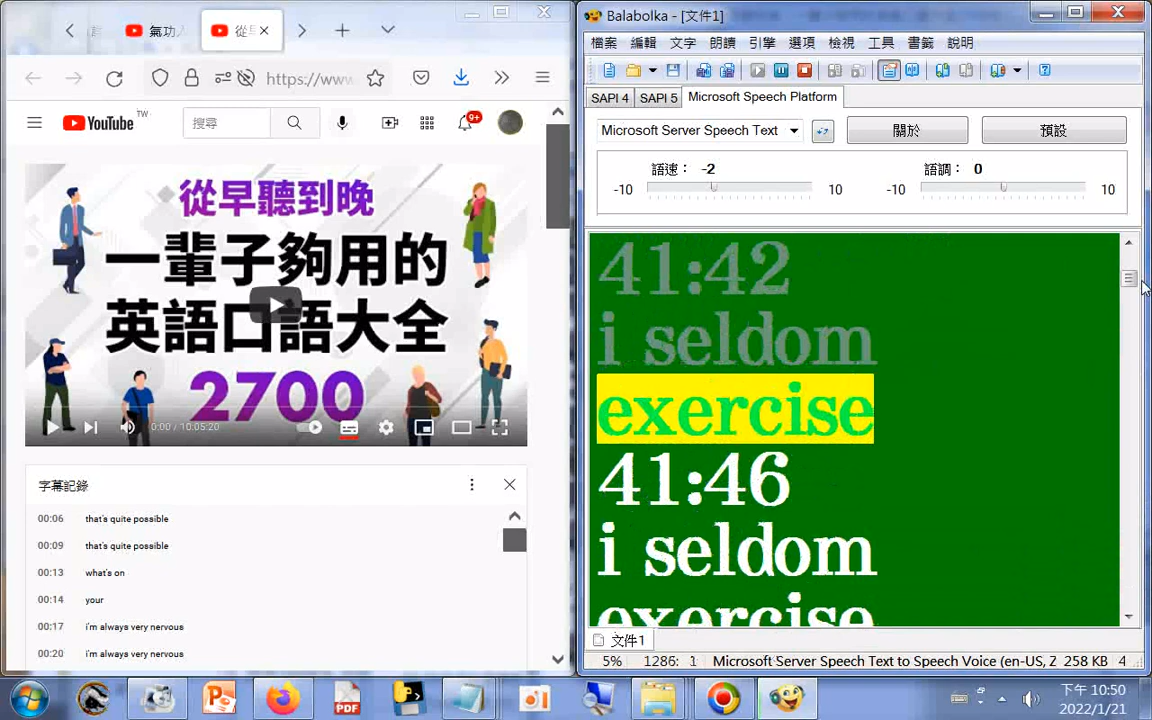 氣功
從
Balabolka - [文件1]
https://www
檔案 編輯 文字 朗讀 引擎 選項 檢視 工具 書籤 說明
YouTube TW
搜尋
9+
SAPI 4 SAPI 5 Microsoft Speech Platform
Microsoft Server Speech Text
關於
預設
語速： -2
語調： 0
-10 10 -10 10
從早聽到晚
一輩子夠用的
英語口語大全
2700
0:00 / 10:05:20
字幕記錄
00:06 that's quite possible
00:09 that's quite possible
00:13 what's on
00:14 your
00:17 i'm always very nervous
00:20 i'm always very nervous
41:42
i seldom
exercise
41:46
i seldom
exercise
文件1
5% 1286: 1 Microsoft Server Speech Text to Speech Voice (en-US, Z 258 KB 4
PDF
下午 10:50
2022/1/21